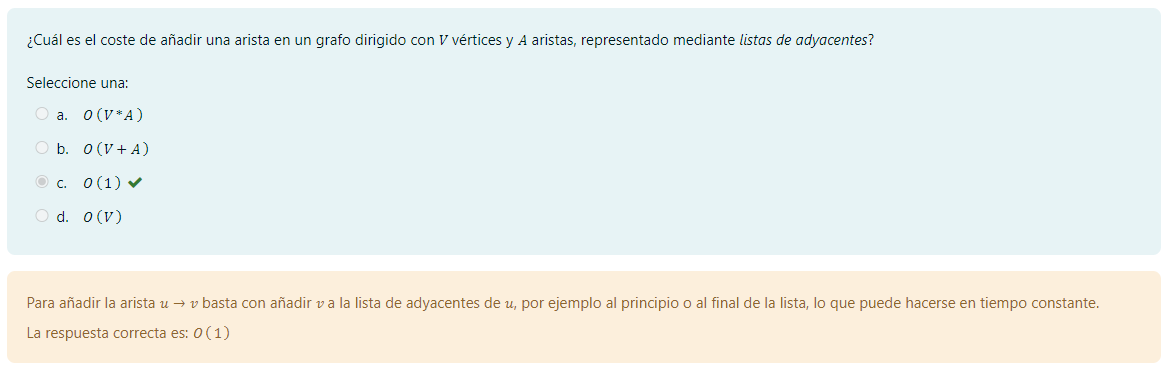 ¿Cuál es el coste de añadir una arista en un grafo dirigido con V vértices y A aristas, representado mediante listas de adyacentes?
Seleccione una:
a. O(V*A)
b. O(V+A)
c. O(1) ✔
d. O(V)
Para añadir la arista u → v basta con añadir v a la lista de adyacentes de u, por ejemplo al principio o al final de la lista, lo que puede hacerse en tiempo constante.
La respuesta correcta es: O(1)